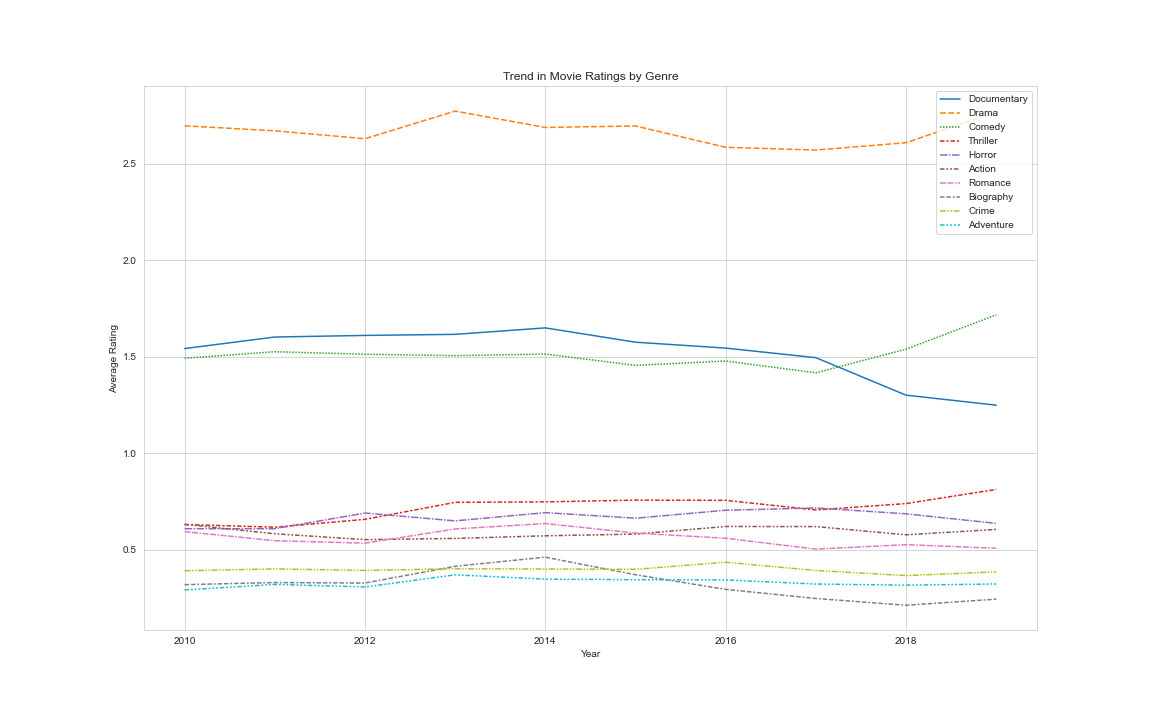 Trend in Movie Ratings by Genre
Documentary
Drama
Comedy
Thriller
Horror
Action
Romance
Biography
Crime
Adventure
2.5
2.0
1.5
1.0
0.5
Average Rating
2010 2012 2014 2016 2018
Year